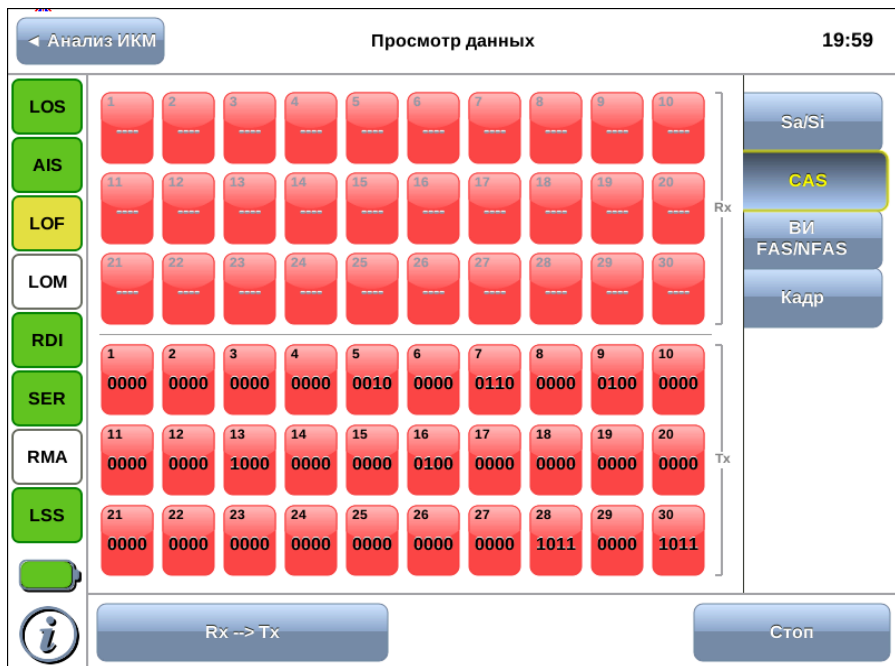 ◄ Анализ ИКМ Просмотр данных 19:59
LOS
AIS
LOF
LOM
RDI
SER
RMA
LSS
1 2 3 4 5 6 7 8 9 10
---- ---- ---- ---- ---- ---- ---- ---- ---- ----
11 12 13 14 15 16 17 18 19 20
---- ---- ---- ---- ---- ---- ---- ---- ---- ----
21 22 23 24 25 26 27 28 29 30
---- ---- ---- ---- ---- ---- ---- ---- ---- ----
Rx
1 2 3 4 5 6 7 8 9 10
0000 0000 0000 0000 0010 0000 0110 0000 0100 0000
11 12 13 14 15 16 17 18 19 20
0000 0000 1000 0000 0000 0100 0000 0000 0000 0000
21 22 23 24 25 26 27 28 29 30
0000 0000 0000 0000 0000 0000 0000 1011 0000 1011
Tx
Sa/Si
CAS
ВИ
FAS/NFAS
Кадр
i
Rx --> Tx
Стоп